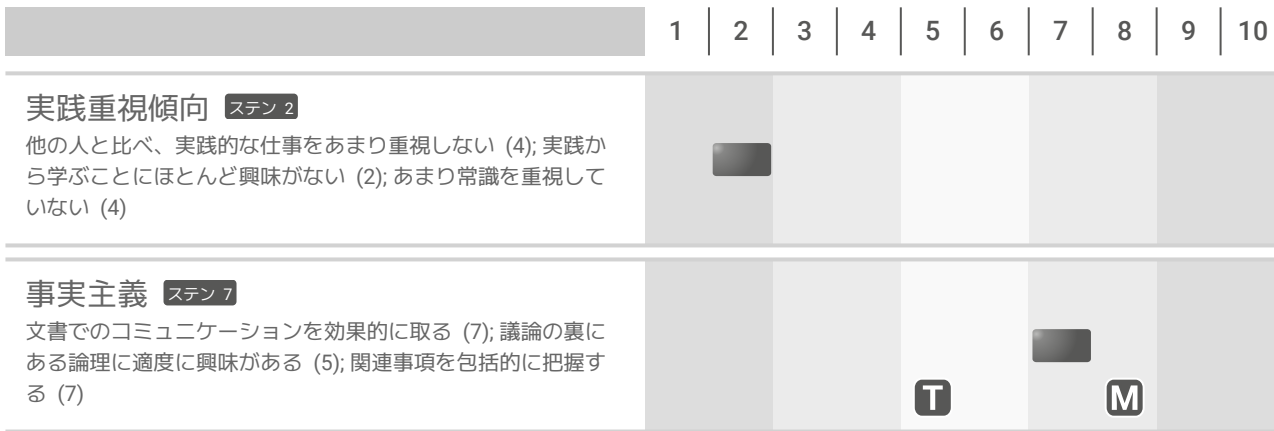 1 2 3 4 5 6 7 8 9 10
実践重視傾向 ステン 2
他の人と比べ、実践的な仕事をあまり重視しない (4); 実践か
ら学ぶことにほとんど興味がない (2); あまり常識を重視して
いない (4)
事実主義 ステン 7
文書でのコミュニケーションを効果的に取る (7); 議論の裏に
ある論理に適度に興味がある (5); 関連事項を包括的に把握す
る (7)
T M